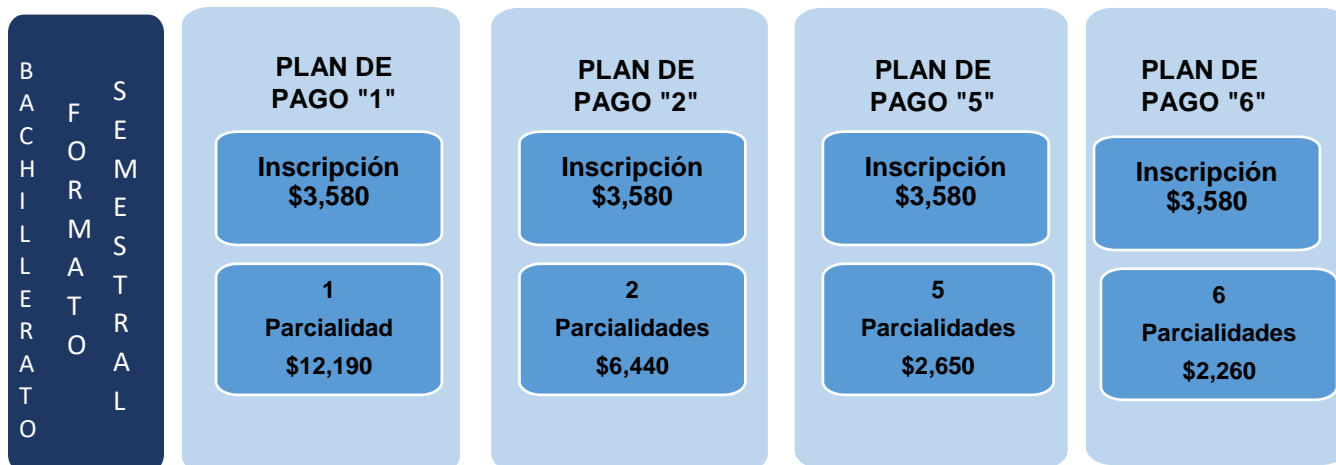 BACHILLERATO
FORMATO
SEMESTRAL
PLAN DE
PAGO "1"
Inscripción
$3,580
1
Parcialidad
$12,190
PLAN DE
PAGO "2"
Inscripción
$3,580
2
Parcialidades
$6,440
PLAN DE
PAGO "5"
Inscripción
$3,580
5
Parcialidades
$2,650
PLAN DE
PAGO "6"
Inscripción
$3,580
6
Parcialidades
$2,260